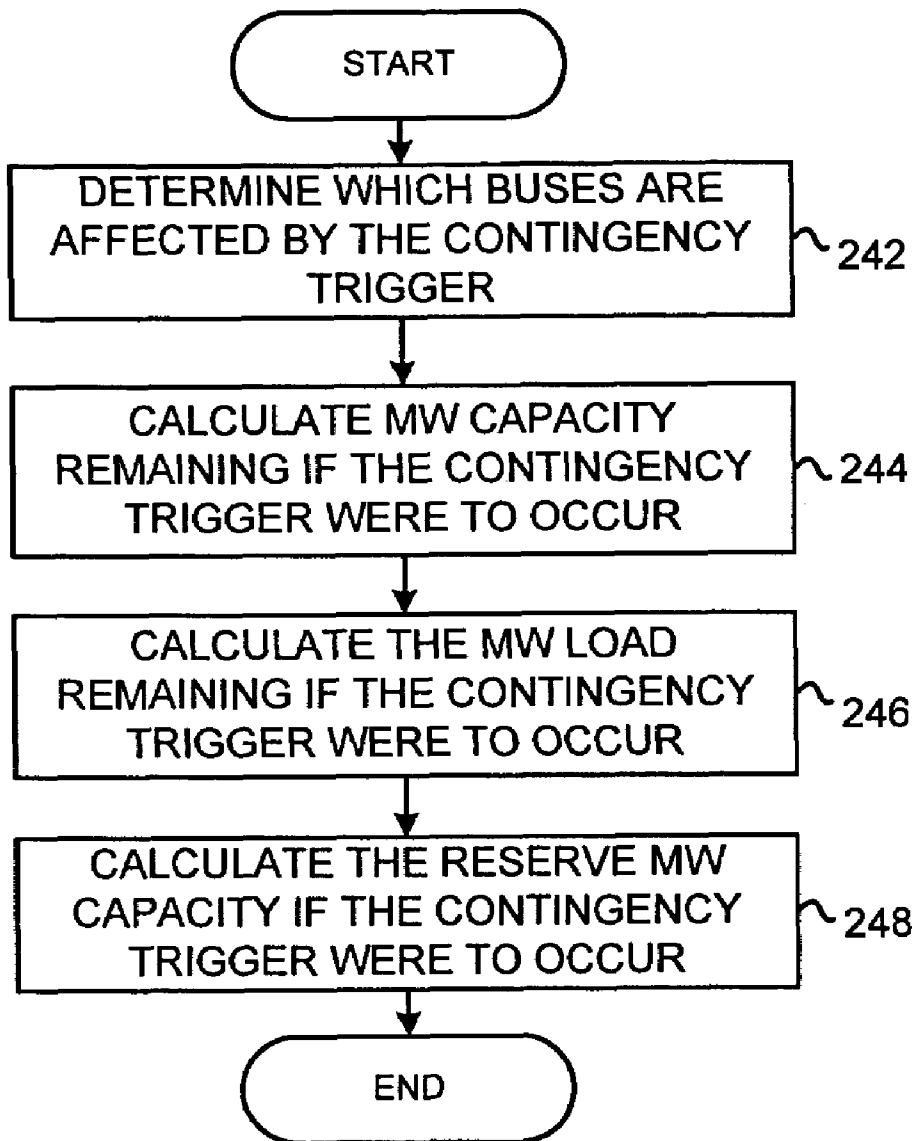 START
DETERMINE WHICH BUSES ARE
AFFECTED BY THE CONTINGENCY
TRIGGER
242
CALCULATE MW CAPACITY
REMAINING IF THE CONTINGENCY
TRIGGER WERE TO OCCUR
244
CALCULATE THE MW LOAD
REMAINING IF THE CONTINGENCY
TRIGGER WERE TO OCCUR
246
CALCULATE THE RESERVE MW
CAPACITY IF THE CONTINGENCY
TRIGGER WERE TO OCCUR
248
END